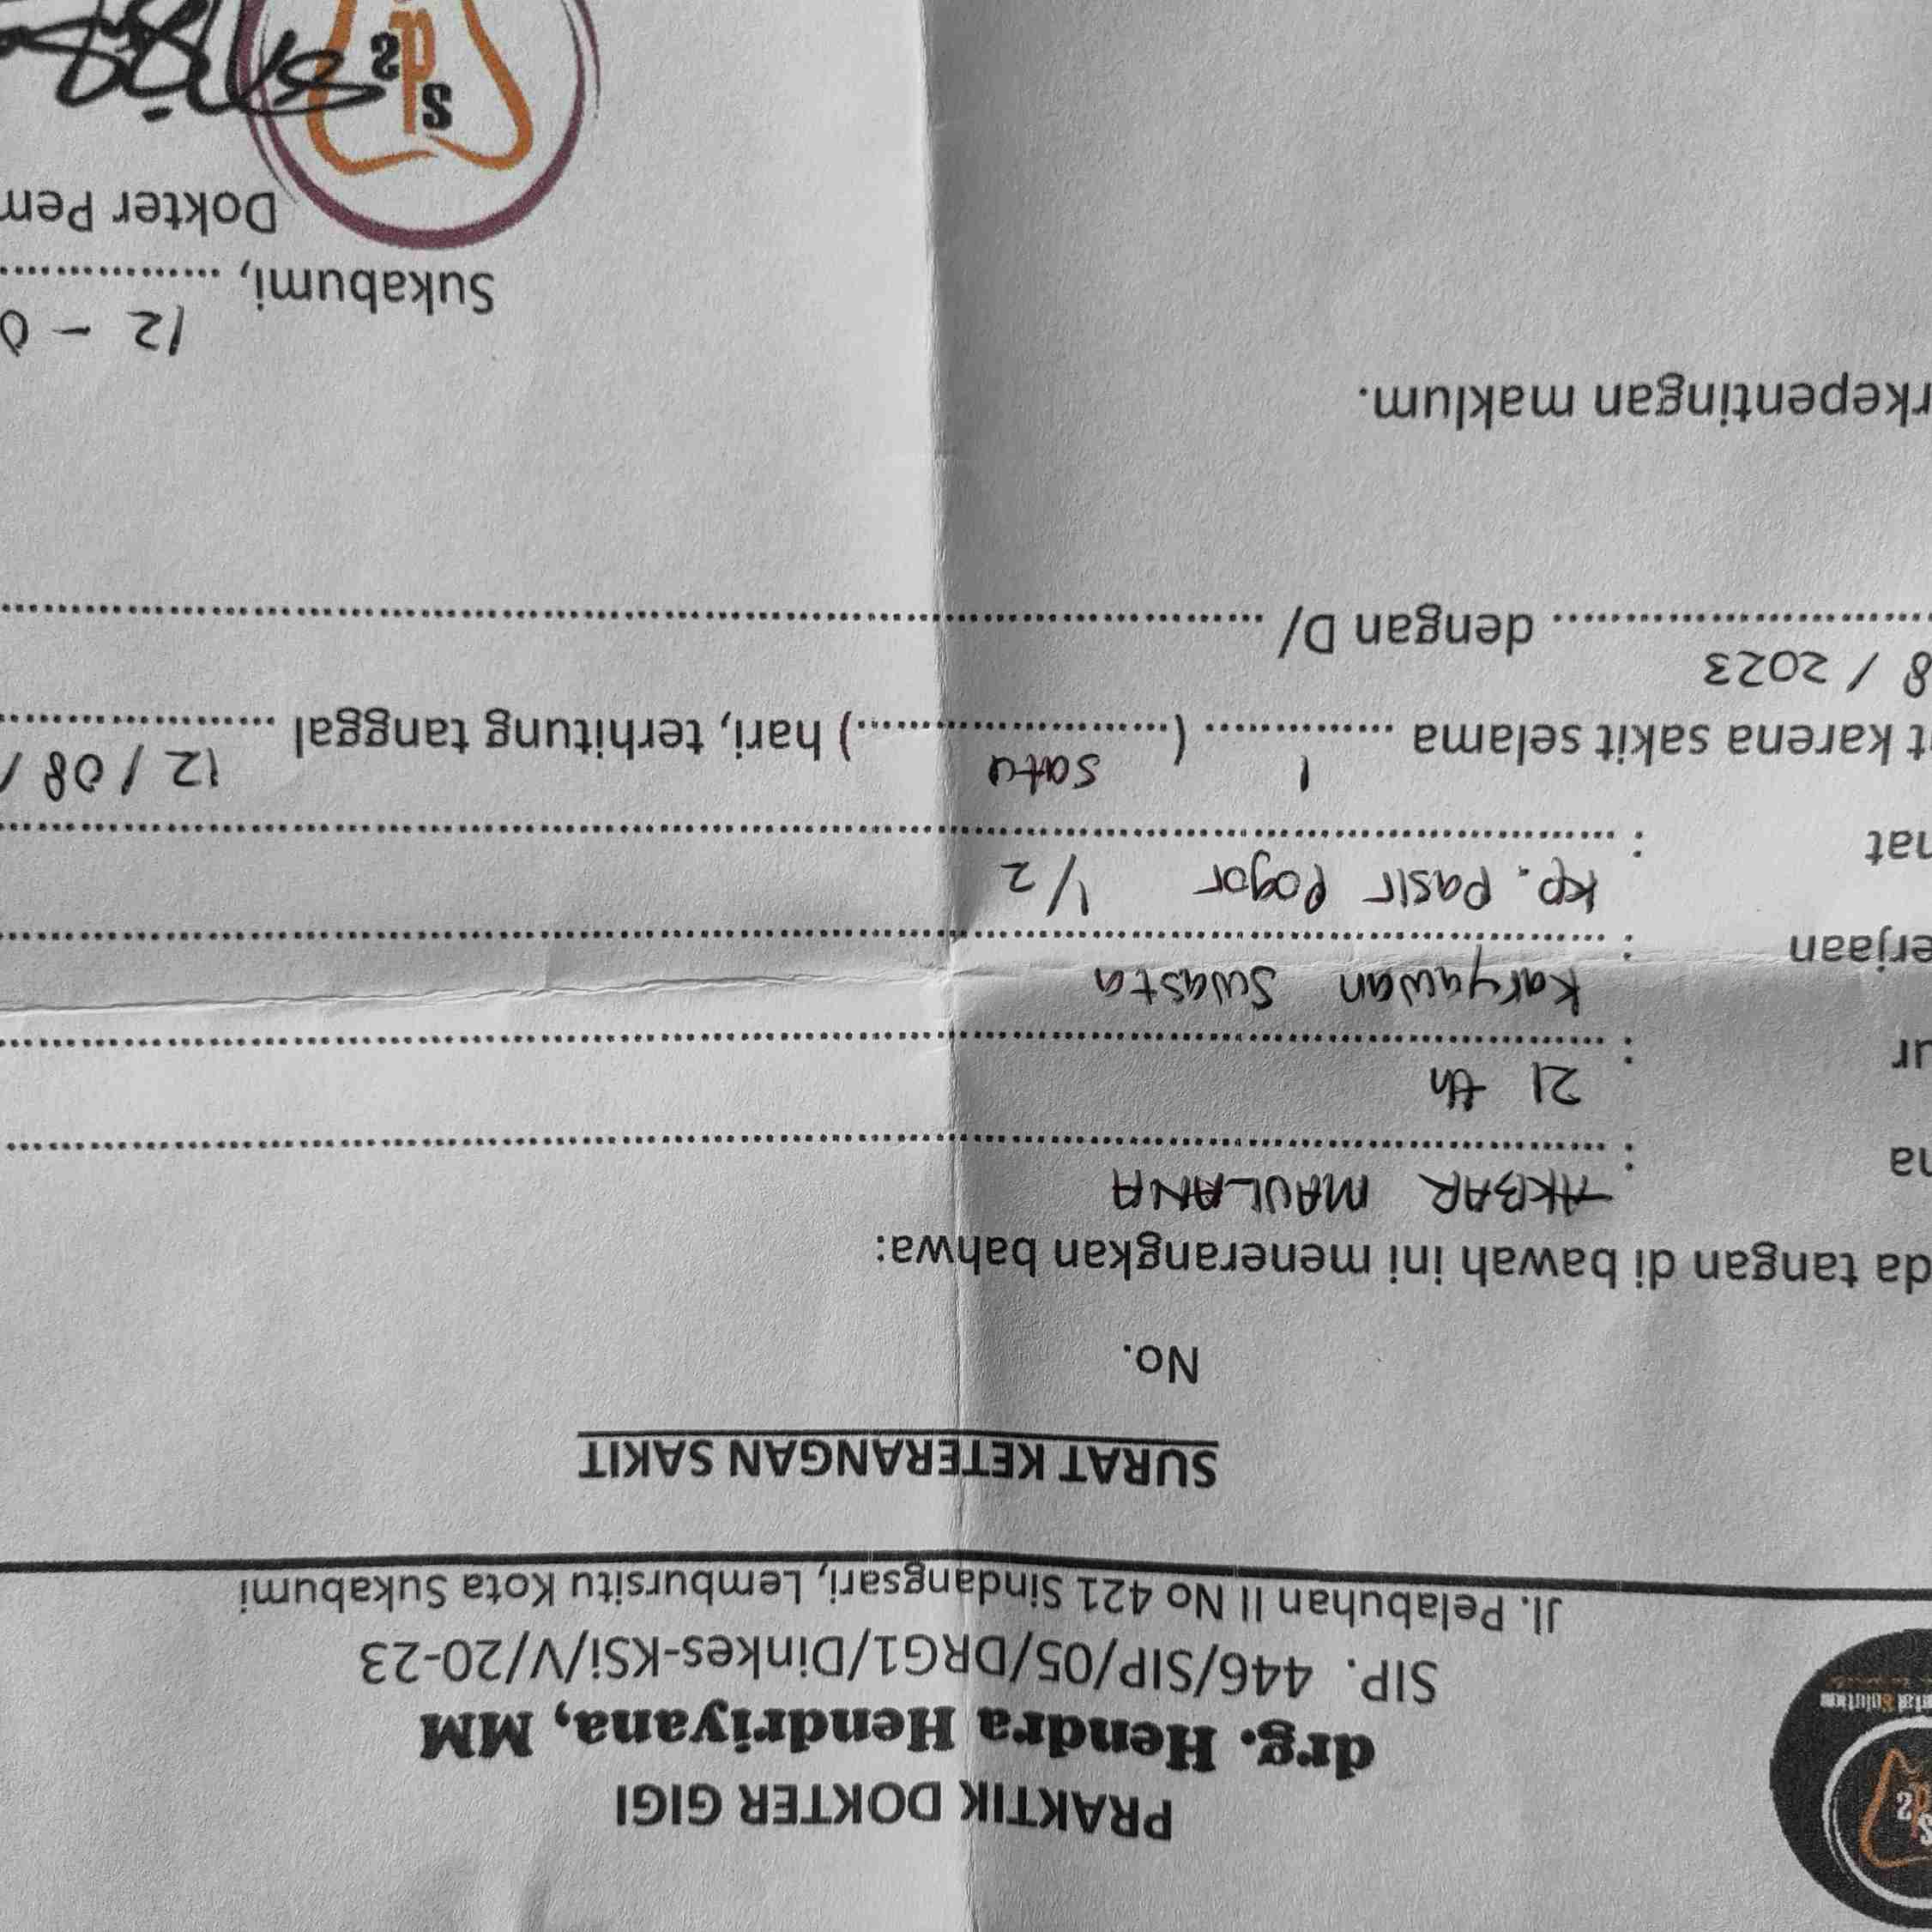 PRAKTIK DOKTER GIGI
drg. Hendra Hendriyana, MM
SIP. 446/SIP/05/DRG1/Dinkes-KSi/V/20-23
Jl. Pelabuhan II No 421 Sindangsari, Lembursitu Kota Sukabumi
SURAT KETERANGAN SAKIT
No.
da tangan di bawah ini menerangkan bahwa:
na : AKBAR MAULANA
ur : 21 th
erjaan : Karyawan Swasta
nat : Kp. Pasir Pogor 1/2
t karena sakit selama 1 ( satu ) hari, terhitung tanggal 12 / 08 /
8 / 2023 dengan D/
rkepentingan maklum.
Sukabumi, 12 - 0
Dokter Pem
S
P
2